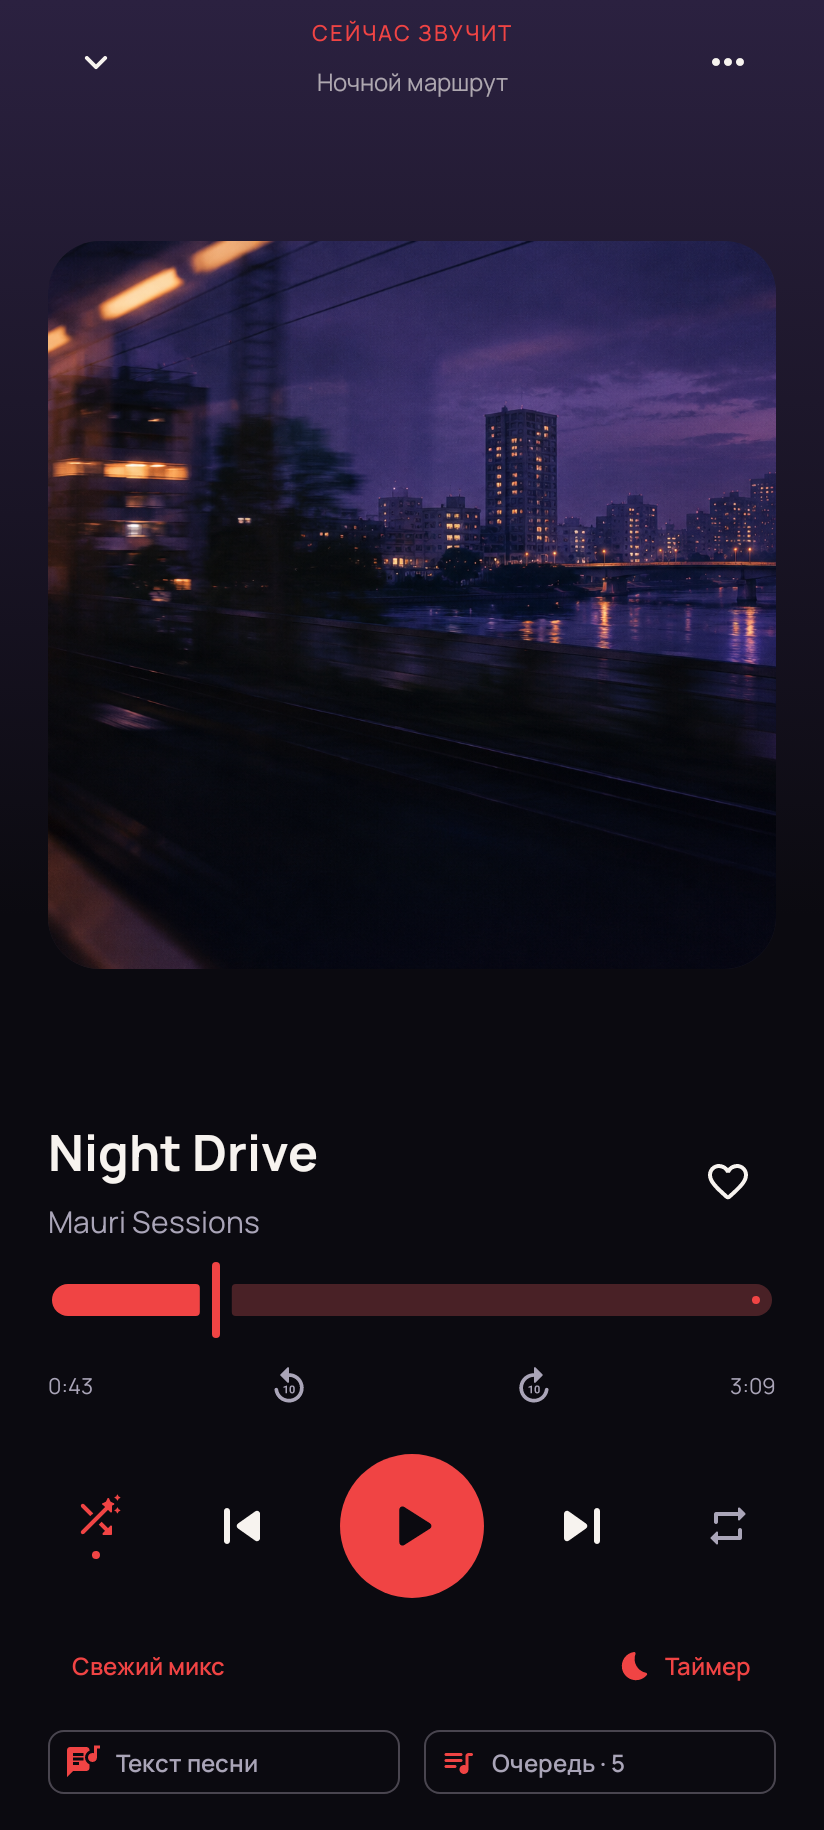 СЕЙЧАС ЗВУЧИТ
Ночной маршрут
Night Drive
Mauri Sessions
0:43 10 10 3:09
Свежий микс Таймер
Текст песни Очередь · 5